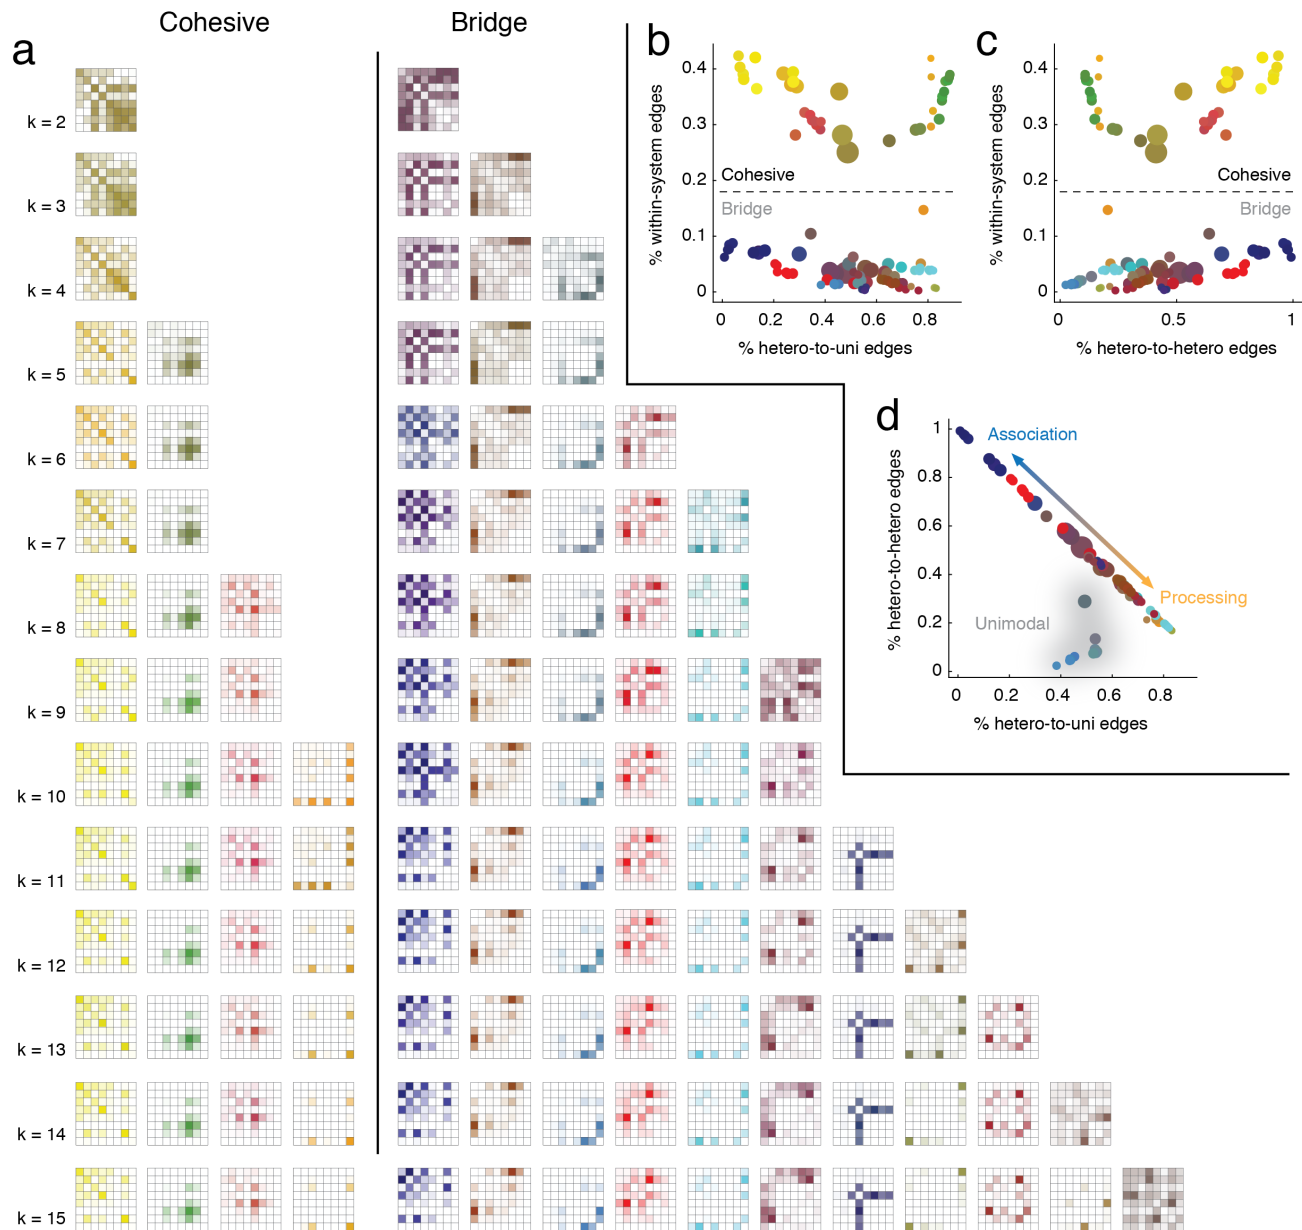 Cohesive
Bridge
a
k = 2
k = 3
k = 4
k = 5
k = 6
k = 7
k = 8
k = 9
k = 10
k = 11
k = 12
k = 13
k = 14
k = 15
b
% within-system edges
0.4
0.3
0.2
0.1
0
Cohesive
Bridge
0
0.2
0.4
0.6
0.8
% hetero-to-uni edges
c
% within-system edges
0.4
0.3
0.2
0.1
0
Cohesive
Bridge
0
0.5
1
% hetero-to-hetero edges
d
% hetero-to-hetero edges
1
0.8
0.6
0.4
0.2
0
Association
Processing
Unimodal
0
0.2
0.4
0.6
0.8
% hetero-to-uni edges